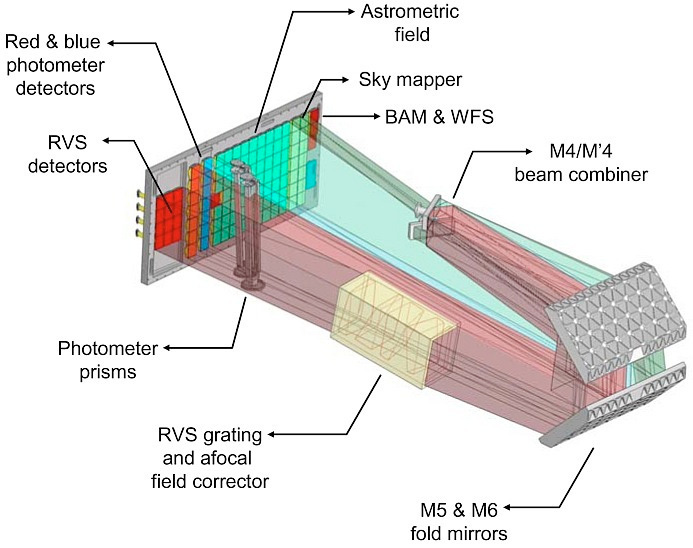 Astrometric
field
Red & blue
photometer
detectors
Sky mapper
BAM & WFS
RVS
detectors
M4/M'4
beam combiner
Photometer
prisms
RVS grating
and afocal
field corrector
M5 & M6
fold mirrors